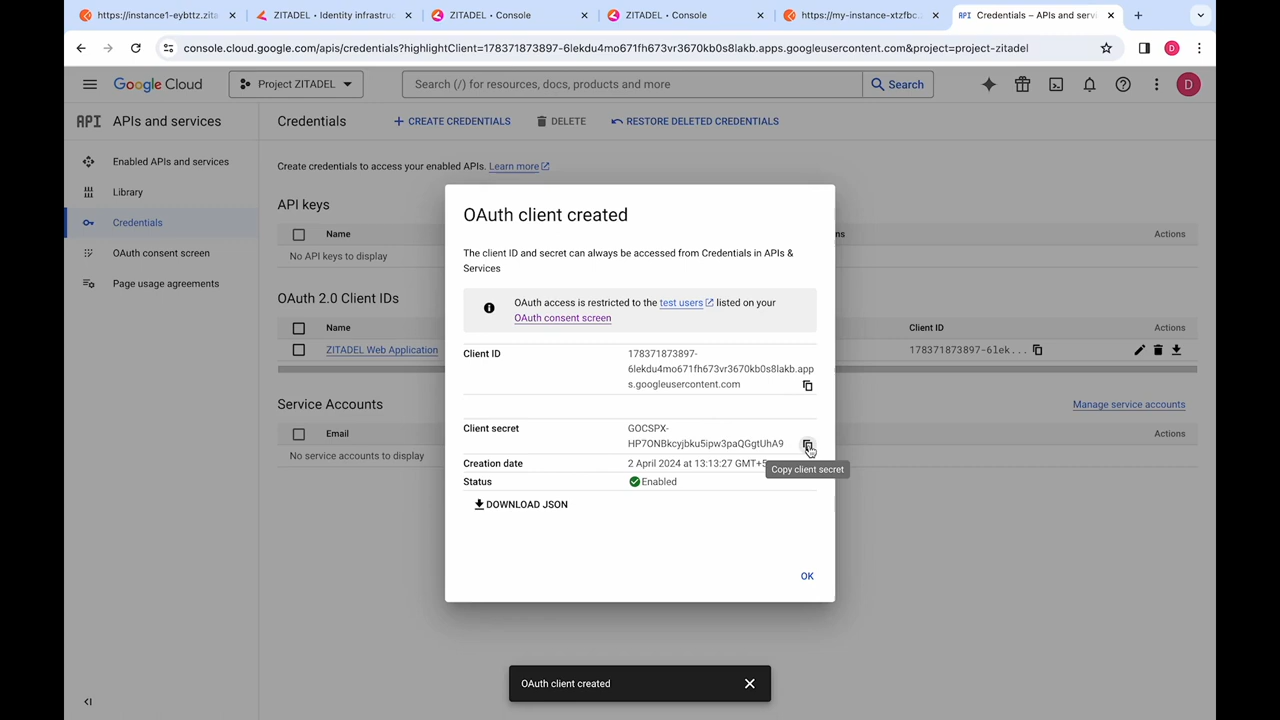 https://instance1-eybttz.zita
ZITADEL • Identity infrastruc
ZITADEL • Console
ZITADEL • Console
https://my-instance-xtzfbc.
API Credentials – APIs and servi
console.cloud.google.com/apis/credentials?highlightClient=178371873897-6lekdu4mo671fh673vr3670kb0s8lakb.apps.googleusercontent.com&project=project-zitadel
D
Google Cloud
Project ZITADEL
Search (/) for resources, docs, products and more
Search
D
API APIs and services
Credentials
CREATE CREDENTIALS
DELETE
RESTORE DELETED CREDENTIALS
Enabled APIs and services
Library
Credentials
OAuth consent screen
Page usage agreements
Create credentials to access your enabled APIs. Learn more
API keys
Name
ns
Actions
No API keys to display
OAuth 2.0 Client IDs
Name
Client ID
Actions
ZITADEL Web Application
178371873897-6lek...
Service Accounts
Manage service accounts
Email
Actions
No service accounts to display
OAuth client created
The client ID and secret can always be accessed from Credentials in APIs &
Services
OAuth access is restricted to the test users listed on your
OAuth consent screen
Client ID
178371873897-
6lekdu4mo671fh673vr3670kb0s8lakb.app
s.googleusercontent.com
Client secret
GOCSPX-
HP7ONBkcyjbku5ipw3paQGgtUhA9
Creation date
2 April 2024 at 13:13:27 GMT+5
Copy client secret
Status
Enabled
DOWNLOAD JSON
OK
OAuth client created